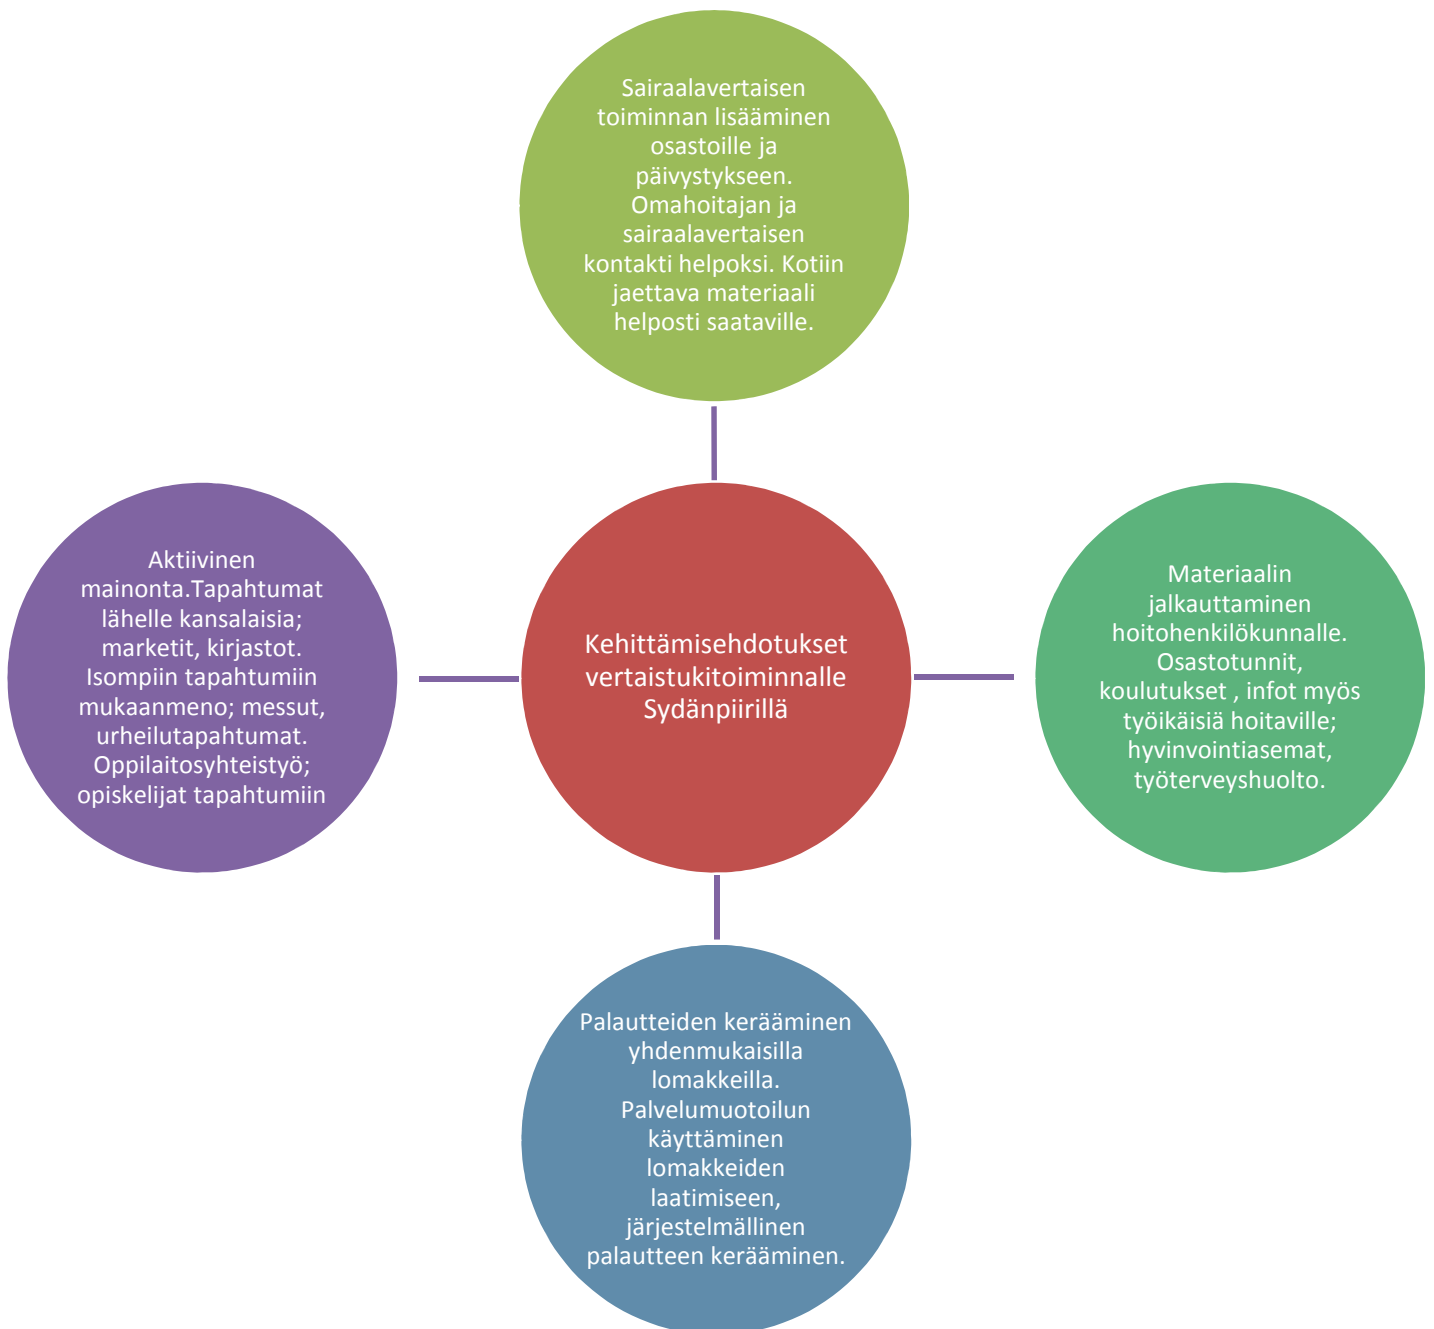 Sairaalavertaisen
toiminnan lisääminen
osastoille ja
päivystykseen.
Omahoitajan ja
sairaalavertaisen
kontakti helpoksi. Kotiin
jaettava materiaali
helposti saataville.
Aktiivinen
mainonta.Tapahtumat
lähelle kansalaisia;
marketit, kirjastot.
Isompiin tapahtumiin
mukaanmeno; messut,
urheilutapahtumat.
Oppilaitosyhteistyö;
opiskelijat tapahtumiin
Kehittämisehdotukset
vertaistukitoiminnalle
Sydänpiirillä
Materiaalin
jalkauttaminen
hoitohenkilökunnalle.
Osastotunnit,
koulutukset , infot myös
työikäisiä hoitaville;
hyvinvointiasemat,
työterveyshuolto.
Palautteiden kerääminen
yhdenmukaisilla
lomakkeilla.
Palvelumuotoilun
käyttäminen
lomakkeiden
laatimiseen,
järjestelmällinen
palautteen kerääminen.